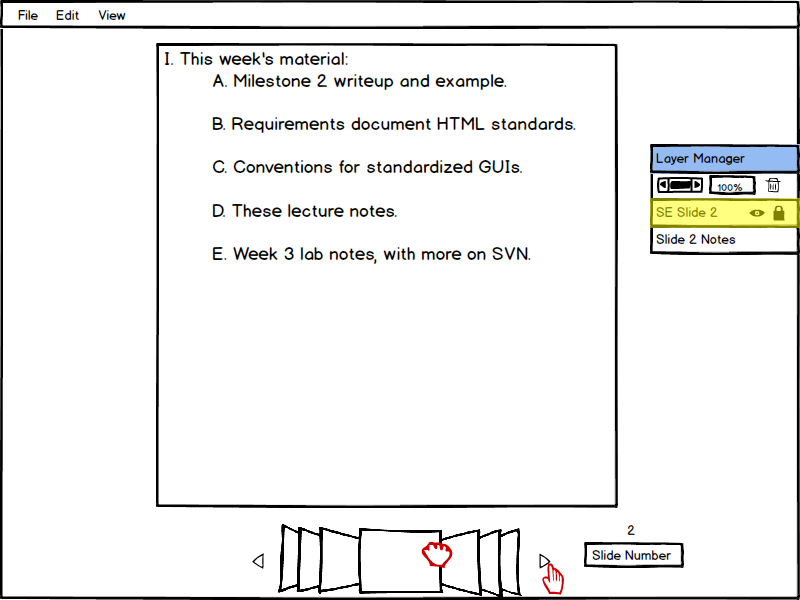 File Edit View
I. This week's material:
A. Milestone 2 writeup and example.
B. Requirements document HTML standards.
C. Conventions for standardized GUIs.
D. These lecture notes.
E. Week 3 lab notes, with more on SVN.
Layer Manager
100%
SE Slide 2
Slide 2 Notes
2
Slide Number